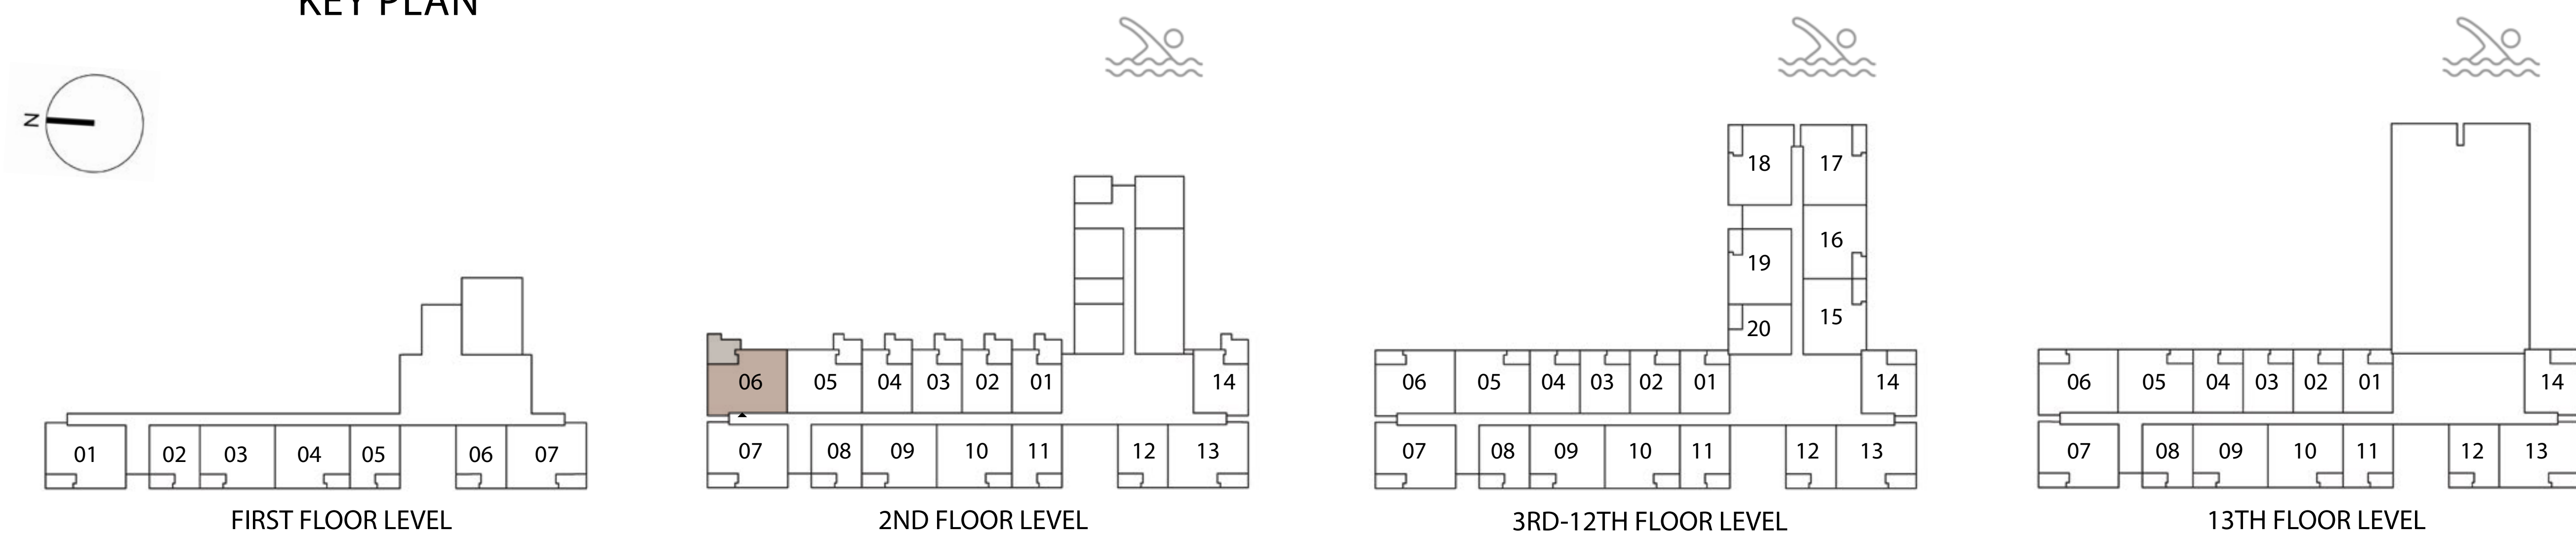 KEY PLAN
N
18 17
16
19
15
20
06 05 04 03 02 01 14
06 05 04 03 02 01 14
06 05 04 03 02 01 14
01 02 03 04 05 06 07
07 08 09 10 11 12 13
07 08 09 10 11 12 13
07 08 09 10 11 12 13
FIRST FLOOR LEVEL
2ND FLOOR LEVEL
3RD-12TH FLOOR LEVEL
13TH FLOOR LEVEL